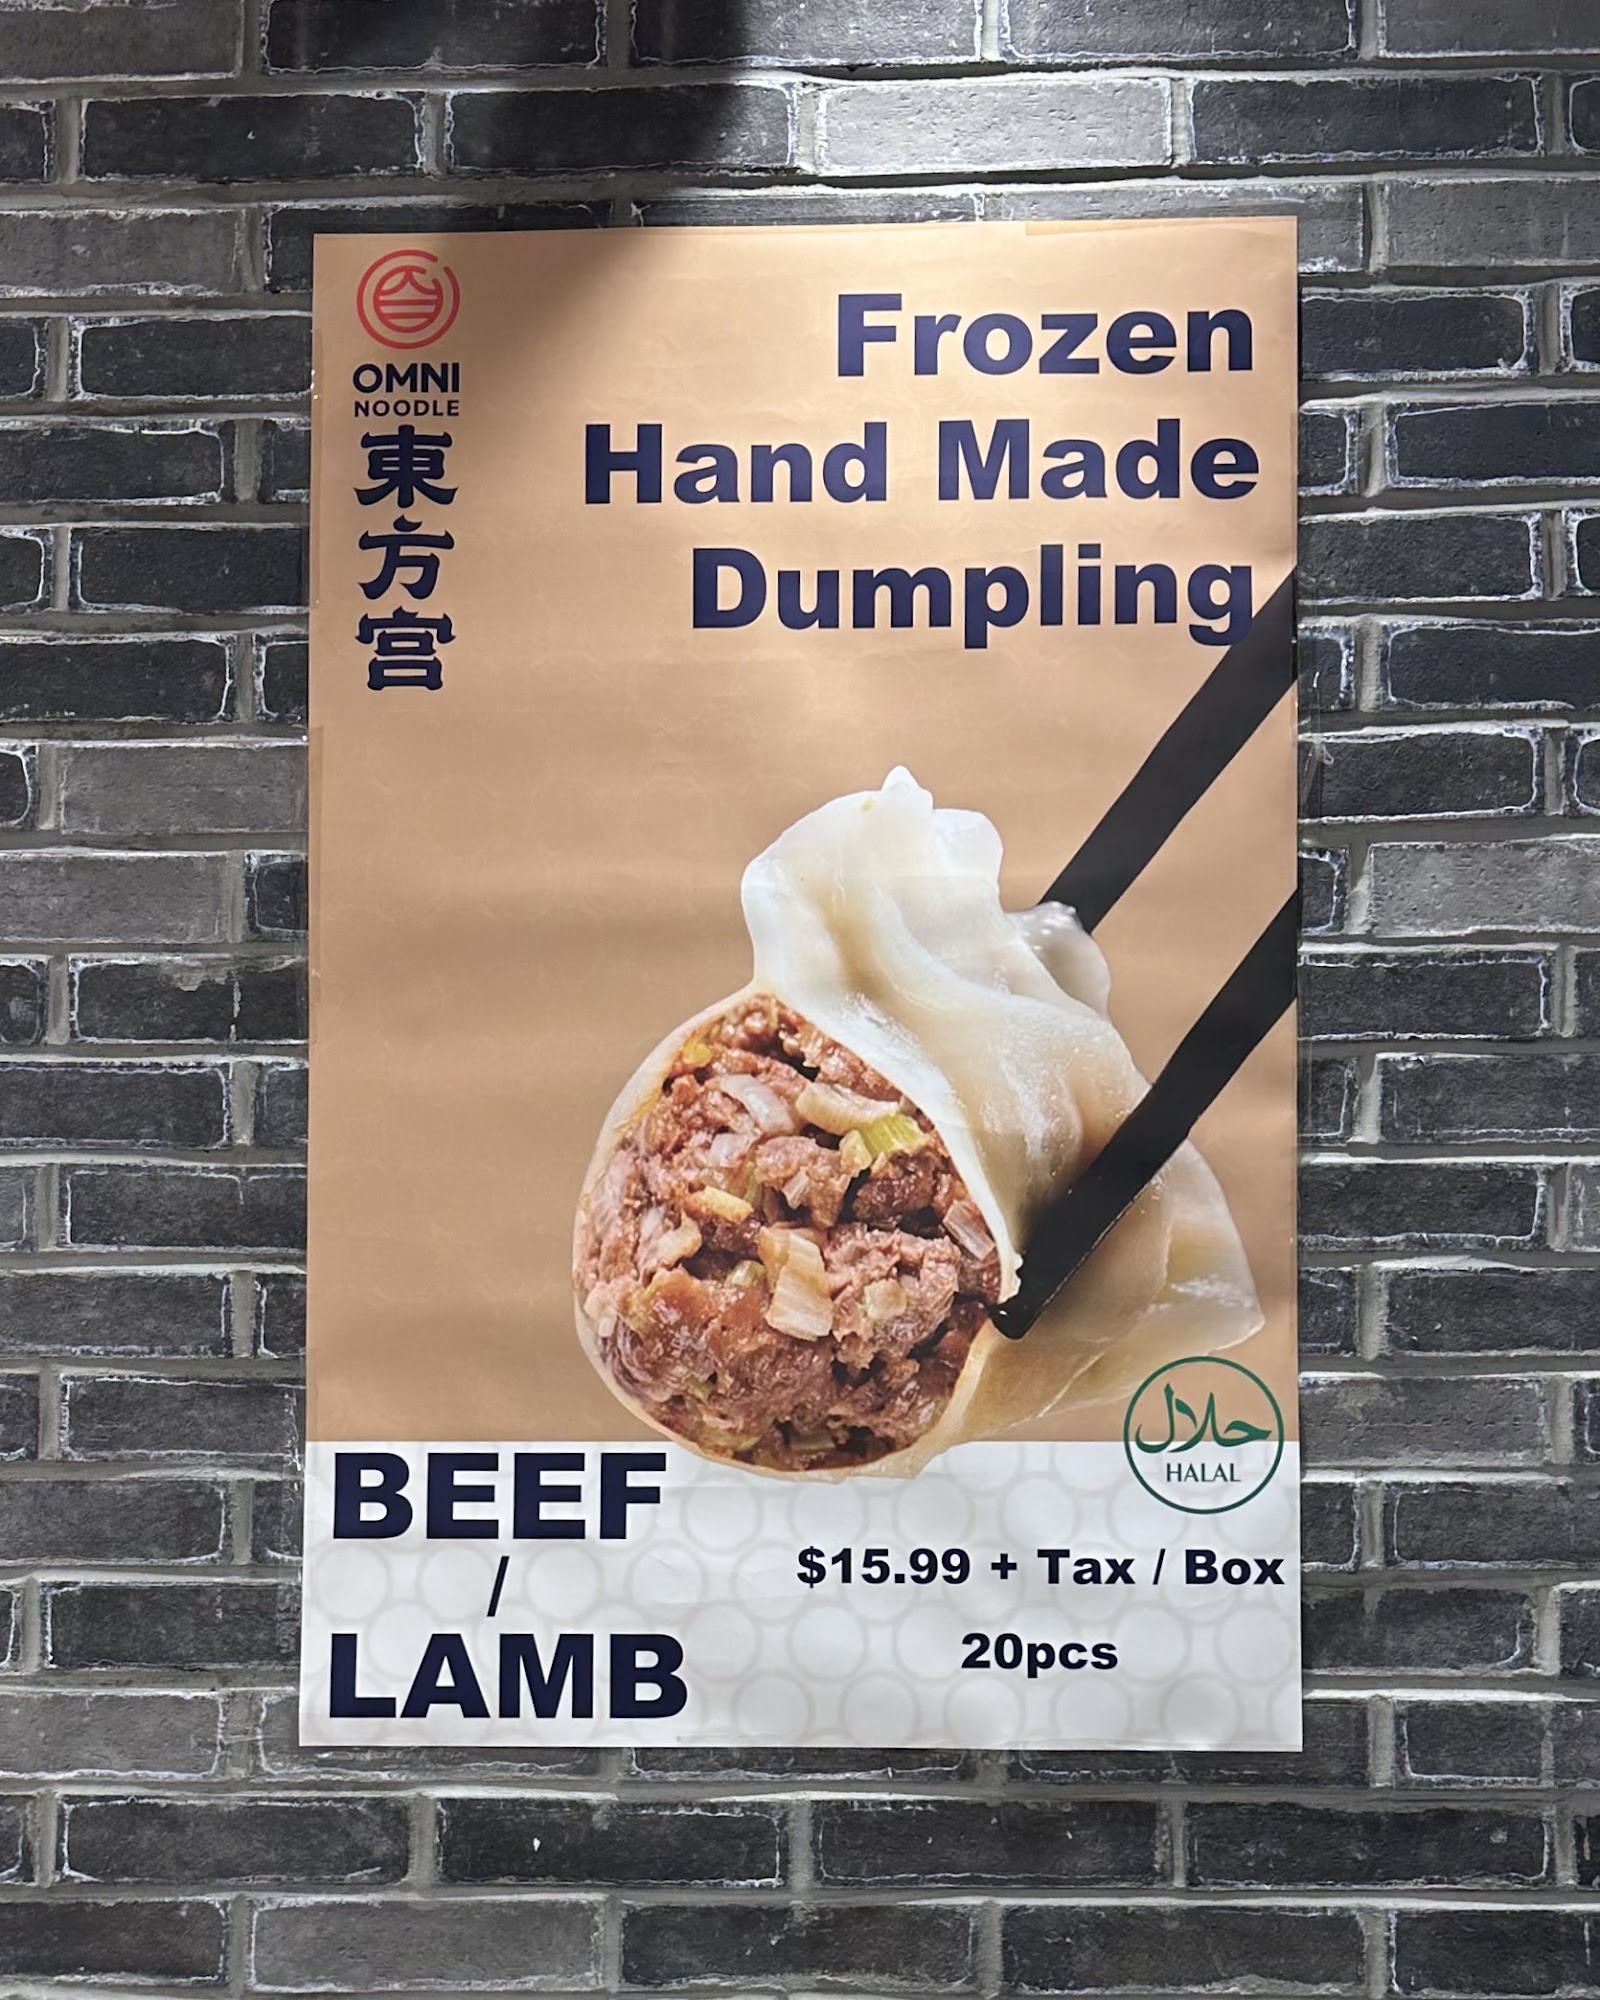 OMNI
NOODLE
東方宫
Frozen
Hand Made
Dumpling
حلال
HALAL
BEEF
/
LAMB
$15.99 + Tax / Box
20pcs